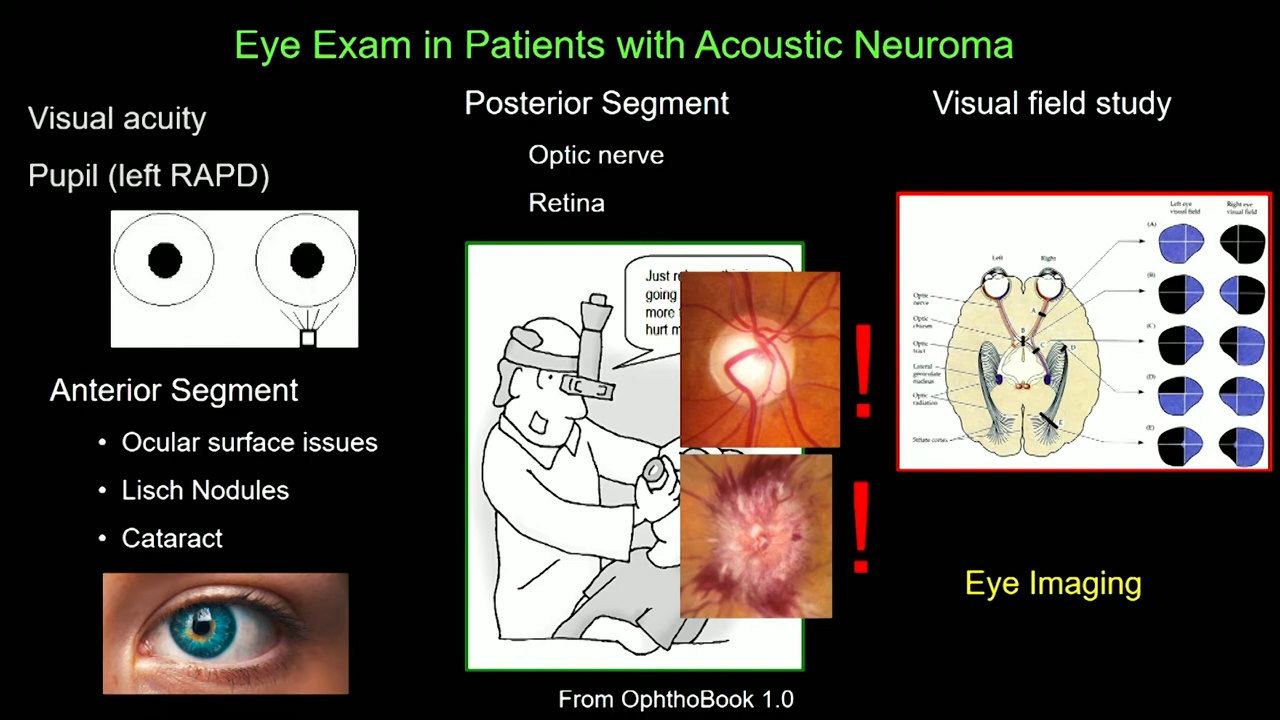 Eye Exam in Patients with Acoustic Neuroma
Visual acuity
Pupil (left RAPD)
Anterior Segment
• Ocular surface issues
• Lisch Nodules
• Cataract
Posterior Segment
Optic nerve
Retina
Just
going
more
hurt
From OphthoBook 1.0
Visual field study
Left eye
visual field
Right eye
visual field
Left
Right
Optic
nerve
Optic
chiasm
Optic
tract
Lateral
geniculate
nucleus
Optic
radiation
Striate cortex
A
B
C
D
E
(A)
(B)
(C)
(D)
(E)
!
!
Eye Imaging